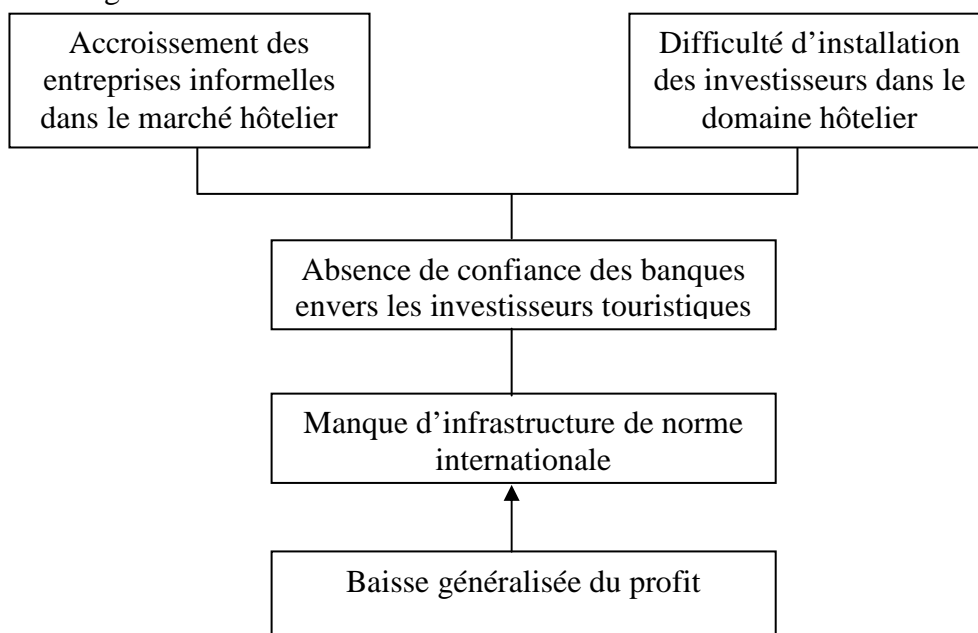 Accroissement des
entreprises informelles
dans le marché hôtelier
Difficulté d’installation
des investisseurs dans le
domaine hôtelier
Absence de confiance des banques
envers les investisseurs touristiques
Manque d’infrastructure de norme
internationale
Baisse généralisée du profit